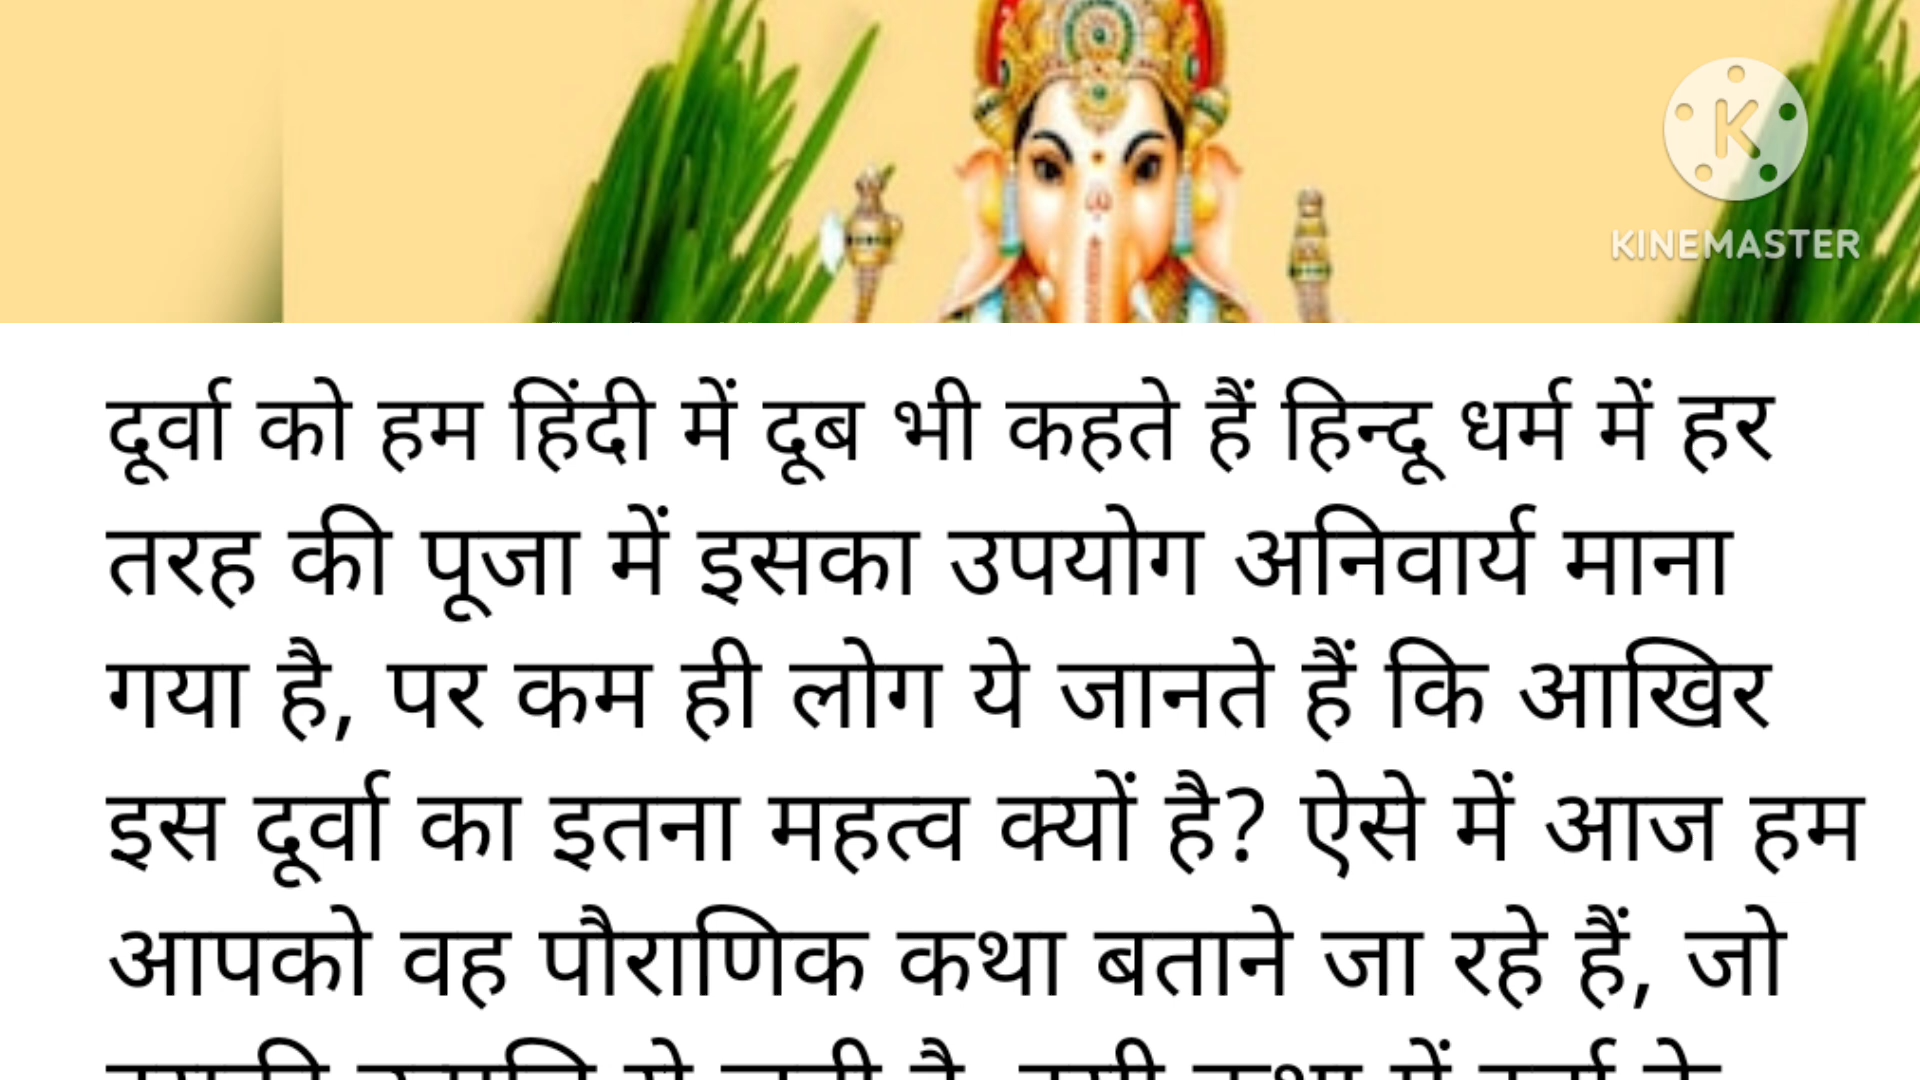 K
KINEMASTER
दूर्वा को हम हिंदी में दूब भी कहते हैं हिन्दू धर्म में हर
तरह की पूजा में इसका उपयोग अनिवार्य माना
गया है, पर कम ही लोग ये जानते हैं कि आखिर
इस दूर्वा का इतना महत्व क्यों है? ऐसे में आज हम
आपको वह पौराणिक कथा बताने जा रहे हैं, जो